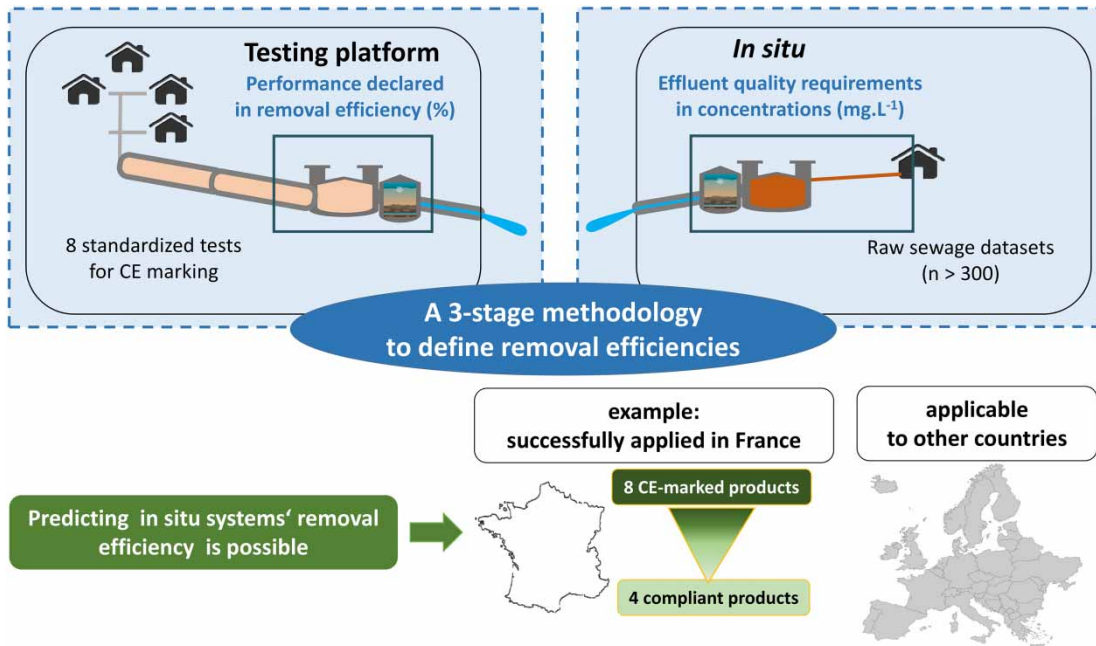 Testing platform
Performance declared
in removal efficiency (%)
8 standardized tests
for CE marking
In situ
Effluent quality requirements
in concentrations (mg.L⁻¹)
Raw sewage datasets
(n > 300)
A 3-stage methodology
to define removal efficiencies
example:
successfully applied in France
applicable
to other countries
Predicting in situ systems‘ removal
efficiency is possible
8 CE-marked products
4 compliant products